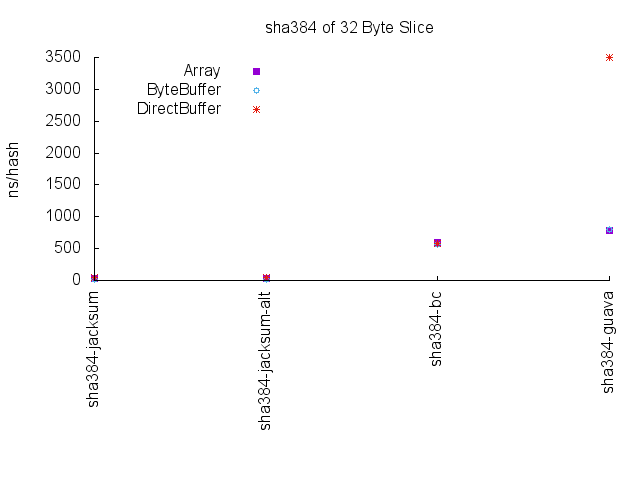 sha384 of 32 Byte Slice
ns/hash
3500
3000
2500
2000
1500
1000
500
0
Array
ByteBuffer
DirectBuffer
sha384-jacksum
sha384-jacksum-alt
sha384-bc
sha384-guava